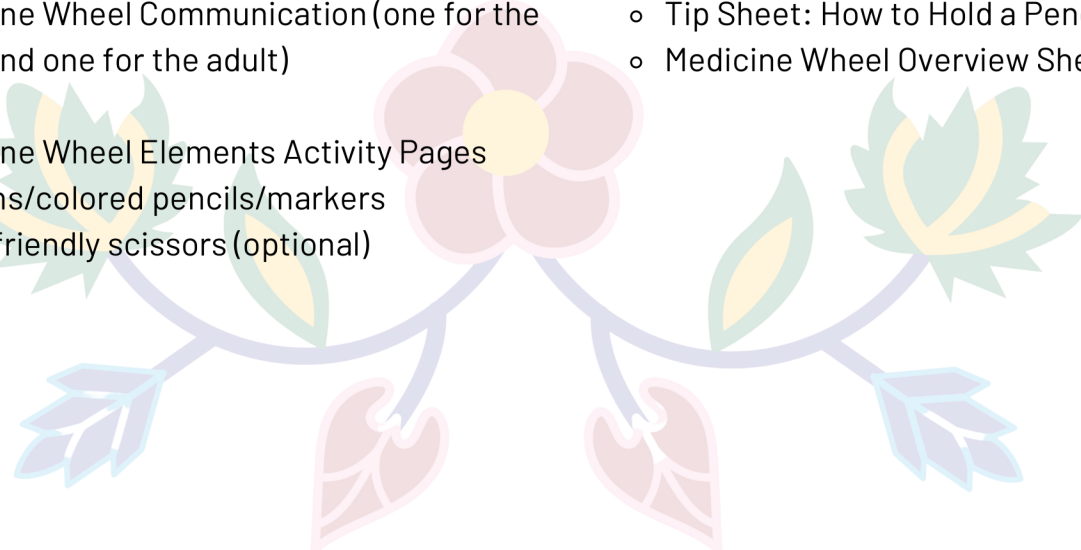 ne Wheel Communication (one for the
nd one for the adult)
ne Wheel Elements Activity Pages
ns/colored pencils/markers
friendly scissors (optional)
Tip Sheet: How to Hold a Pen
Medicine Wheel Overview She